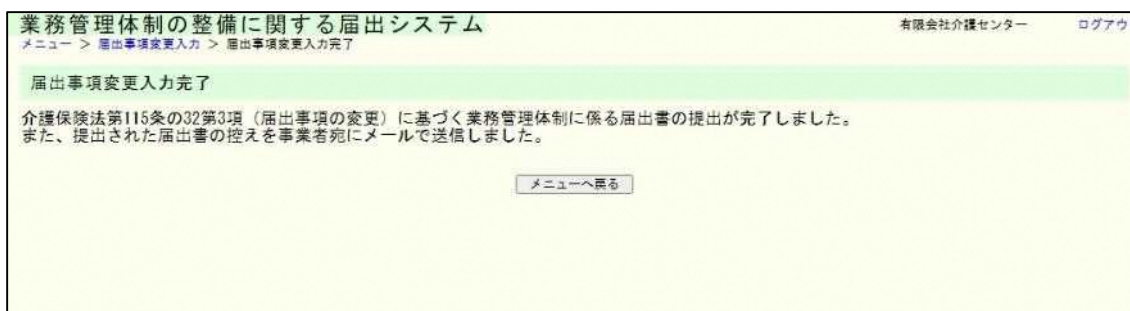 業務管理体制の整備に関する届出システム
有限会社介護センター ログアウ
メニュー > 届出事項変更入力 > 届出事項変更入力完了
届出事項変更入力完了
介護保険法第115条の32第3項（届出事項の変更）に基づく業務管理体制に係る届出書の提出が完了しました。
また、提出された届出書の控えを事業者宛にメールで送信しました。
メニューへ戻る